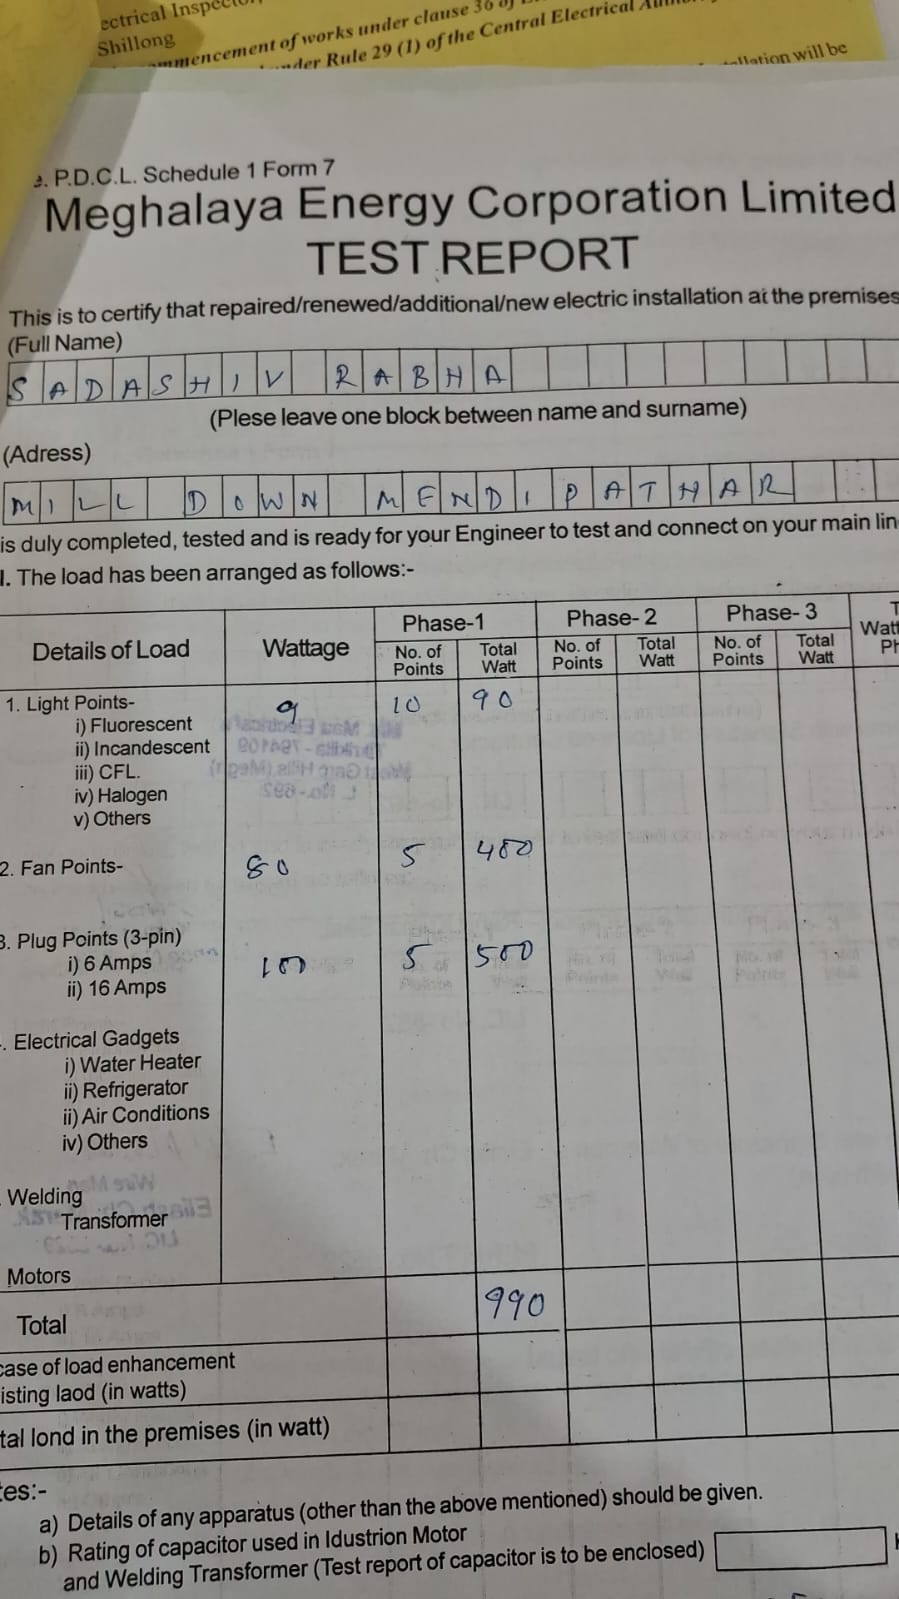 ectrical Inspector,
Shillong
mmencement of works under clause 36 of
under Rule 29 (1) of the Central Electrical
will be
e. P.D.C.L. Schedule 1 Form 7
Meghalaya Energy Corporation Limited
TEST REPORT
This is to certify that repaired/renewed/additional/new electric installation at the premises
(Full Name)
SADASHIV RABHA
(Plese leave one block between name and surname)
(Adress)
MILL DOWN MENDIPATHAR
is duly completed, tested and is ready for your Engineer to test and connect on your main lin
I. The load has been arranged as follows:-
Details of Load Wattage Phase-1 Phase- 2 Phase- 3 T
No. of Points Total Watt No. of Points Total Watt No. of Points Total Watt Watt Ph
1. Light Points- 9 10 90
i) Fluorescent
ii) Incandescent
iii) CFL.
iv) Halogen
v) Others
2. Fan Points- 80 5 400
3. Plug Points (3-pin)
i) 6 Amps 100 5 500
ii) 16 Amps
. Electrical Gadgets
i) Water Heater
ii) Refrigerator
ii) Air Conditions
iv) Others
Welding
Transformer
Motors
Total 990
case of load enhancement
isting laod (in watts)
tal lond in the premises (in watt)
tes:-
a) Details of any apparatus (other than the above mentioned) should be given.
b) Rating of capacitor used in Idustrion Motor
and Welding Transformer (Test report of capacitor is to be enclosed)